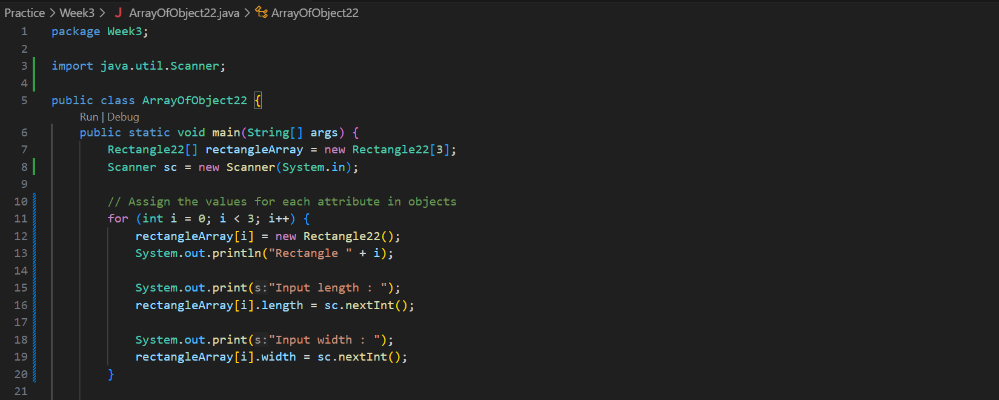 Practice > Week3 > J ArrayOfObject22.java > ArrayOfObject22
1 package Week3;
2
3 import java.util.Scanner;
4
5 public class ArrayOfObject22 {
Run | Debug
6 public static void main(String[] args) {
7 Rectangle22[] rectangleArray = new Rectangle22[3];
8 Scanner sc = new Scanner(System.in);
9
10 // Assign the values for each attribute in objects
11 for (int i = 0; i < 3; i++) {
12 rectangleArray[i] = new Rectangle22();
13 System.out.println("Rectangle " + i);
14
15 System.out.print(s:"Input length : ");
16 rectangleArray[i].length = sc.nextInt();
17
18 System.out.print(s:"Input width : ");
19 rectangleArray[i].width = sc.nextInt();
20 }
21